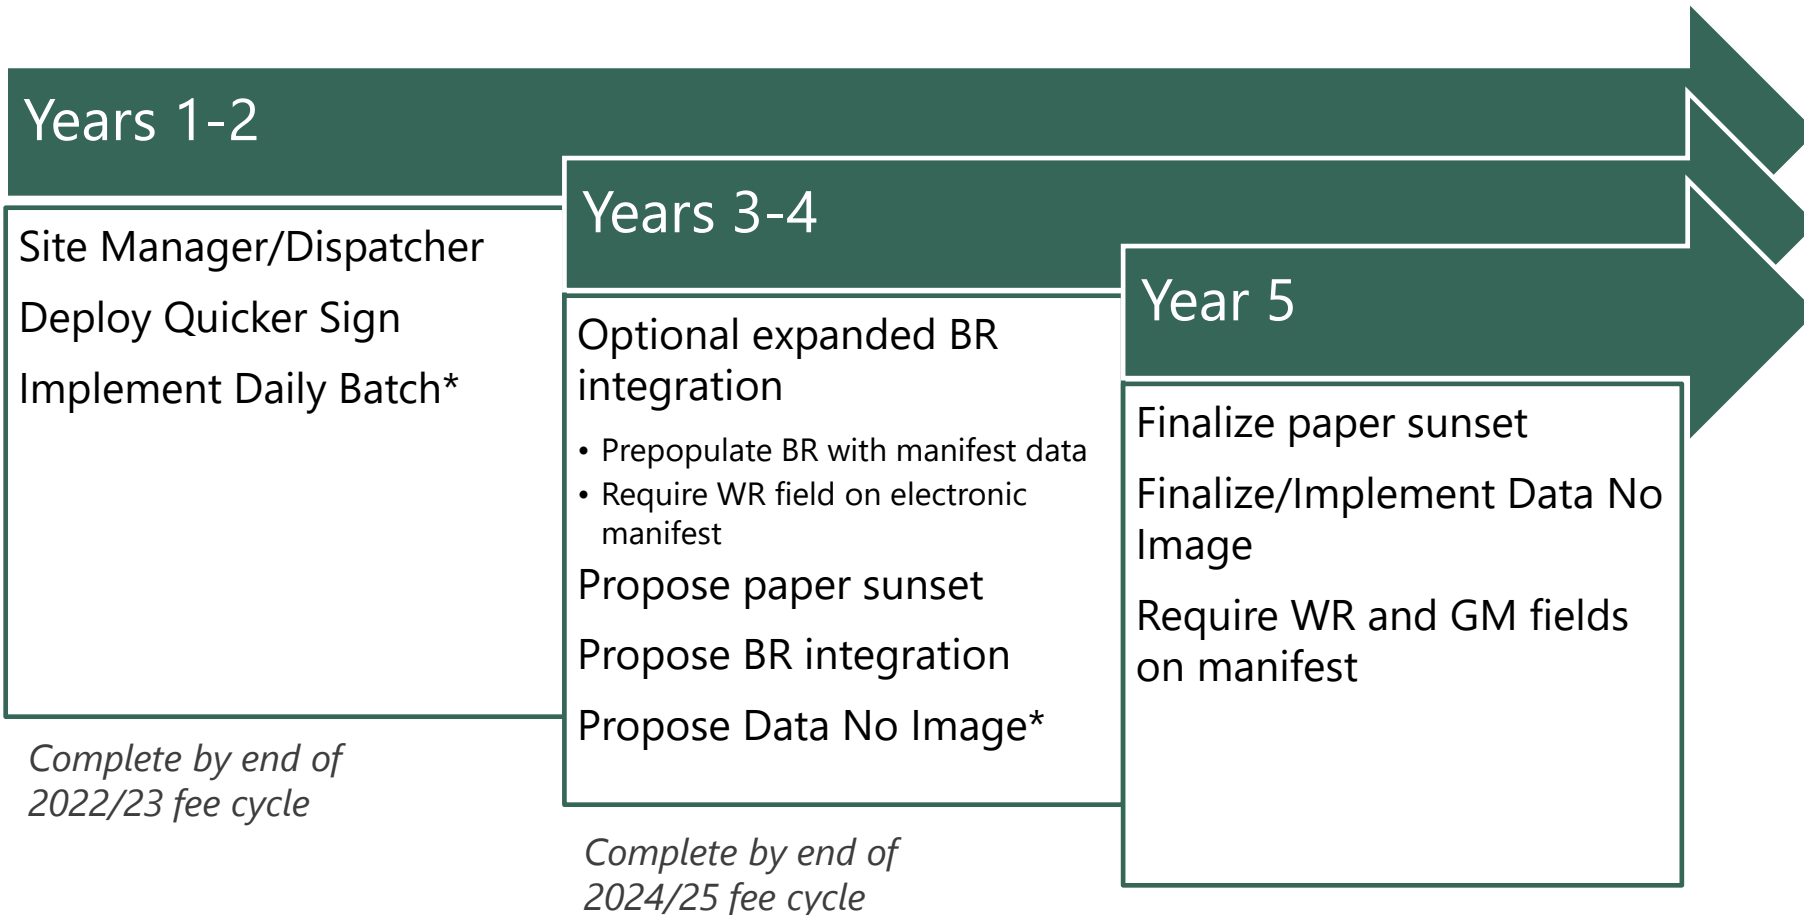 Years 1-2
Site Manager/Dispatcher
Deploy Quicker Sign
Implement Daily Batch*
Complete by end of
2022/23 fee cycle
Years 3-4
Optional expanded BR
integration
• Prepopulate BR with manifest data
• Require WR field on electronic
manifest
Propose paper sunset
Propose BR integration
Propose Data No Image*
Complete by end of
2024/25 fee cycle
Year 5
Finalize paper sunset
Finalize/Implement Data No
Image
Require WR and GM fields
on manifest